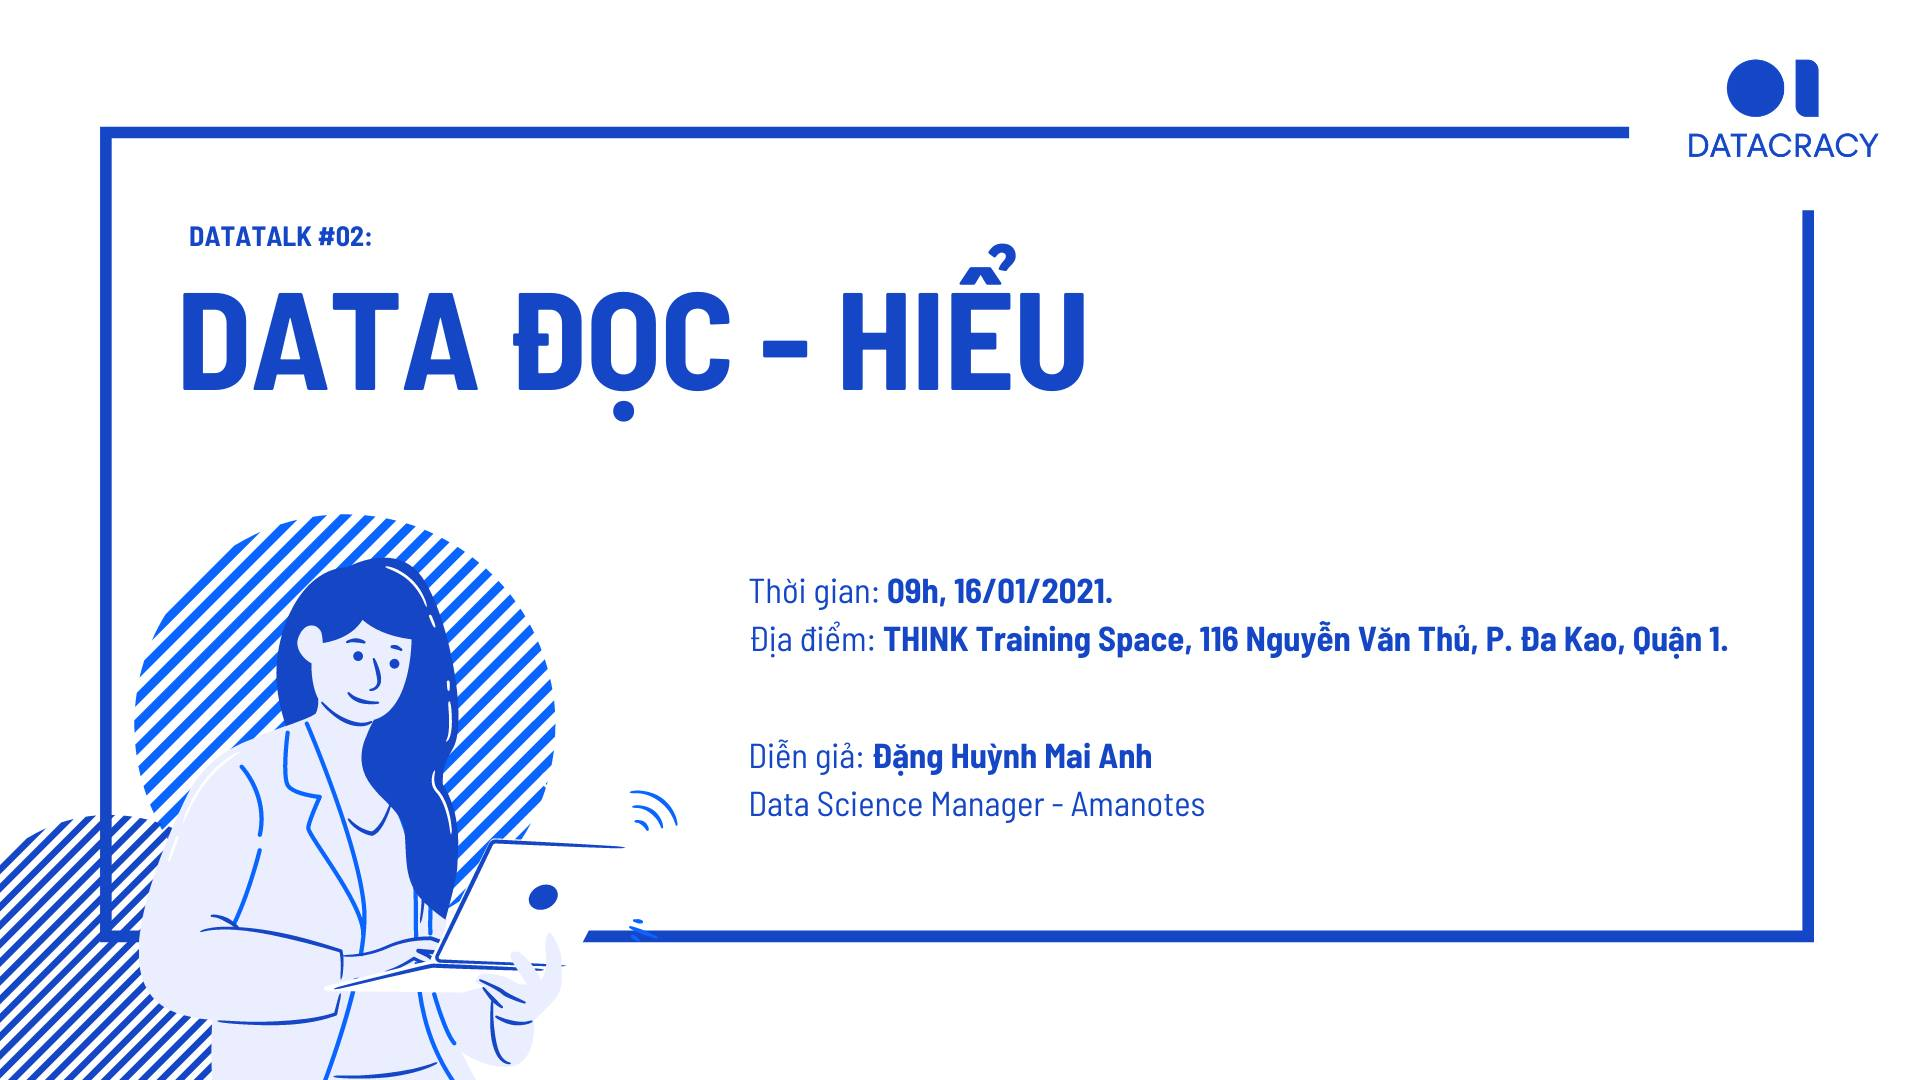 DATACRACY
DATATALK #02:
DATA ĐỌC - HIỂU
Thời gian: 09h, 16/01/2021.
Địa điểm: THINK Training Space, 116 Nguyễn Văn Thủ, P. Đa Kao, Quận 1.
Diễn giả: Đặng Huỳnh Mai Anh
Data Science Manager - Amanotes